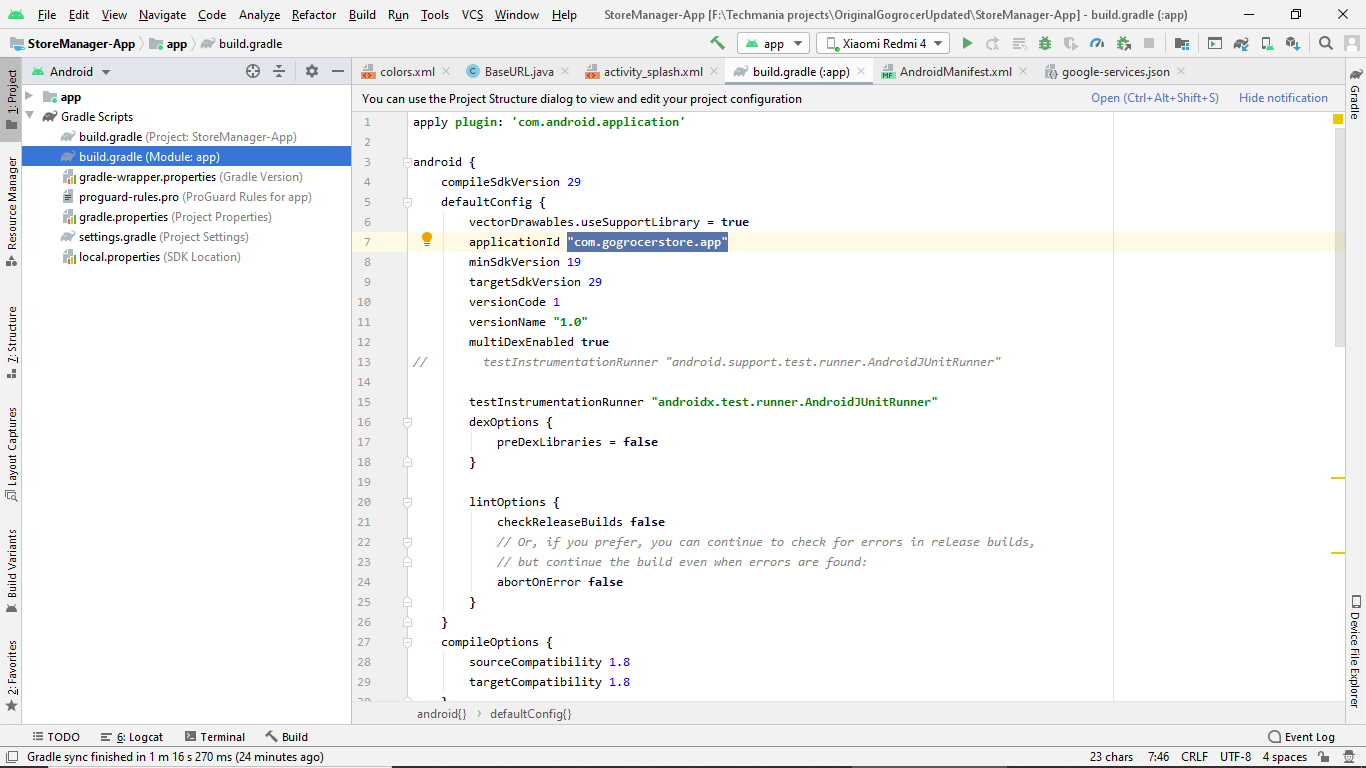 File Edit View Navigate Code Analyze Refactor Build Run Tools VCS Window Help StoreManager-App [F:\Techmania projects\OriginalGogrocerUpdated\StoreManager-App] - build.gradle (:app)
StoreManager-App app build.gradle app Xiaomi Redmi 4
1: Project
Resource Manager
7: Structure
Layout Captures
Build Variants
2: Favorites
Android
app
Gradle Scripts
build.gradle (Project: StoreManager-App)
build.gradle (Module: app)
gradle-wrapper.properties (Gradle Version)
proguard-rules.pro (ProGuard Rules for app)
gradle.properties (Project Properties)
settings.gradle (Project Settings)
local.properties (SDK Location)
colors.xml BaseURL.java activity_splash.xml build.gradle (:app) AndroidManifest.xml google-services.json
You can use the Project Structure dialog to view and edit your project configuration Open (Ctrl+Alt+Shift+S) Hide notification
1 apply plugin: 'com.android.application'
2
3 android {
4 compileSdkVersion 29
5 defaultConfig {
6 vectorDrawables.useSupportLibrary = true
7 applicationId "com.gogrocerstore.app"
8 minSdkVersion 19
9 targetSdkVersion 29
10 versionCode 1
11 versionName "1.0"
12 multiDexEnabled true
13 // testInstrumentationRunner "android.support.test.runner.AndroidJUnitRunner"
14
15 testInstrumentationRunner "androidx.test.runner.AndroidJUnitRunner"
16 dexOptions {
17 preDexLibraries = false
18 }
19
20 lintOptions {
21 checkReleaseBuilds false
22 // Or, if you prefer, you can continue to check for errors in release builds,
23 // but continue the build even when errors are found:
24 abortOnError false
25 }
26 }
27 compileOptions {
28 sourceCompatibility 1.8
29 targetCompatibility 1.8
android{} defaultConfig{}
Gradle
Device File Explorer
TODO 6: Logcat Terminal Build Event Log
Gradle sync finished in 1 m 16 s 270 ms (24 minutes ago) 23 chars 7:46 CRLF UTF-8 4 spaces